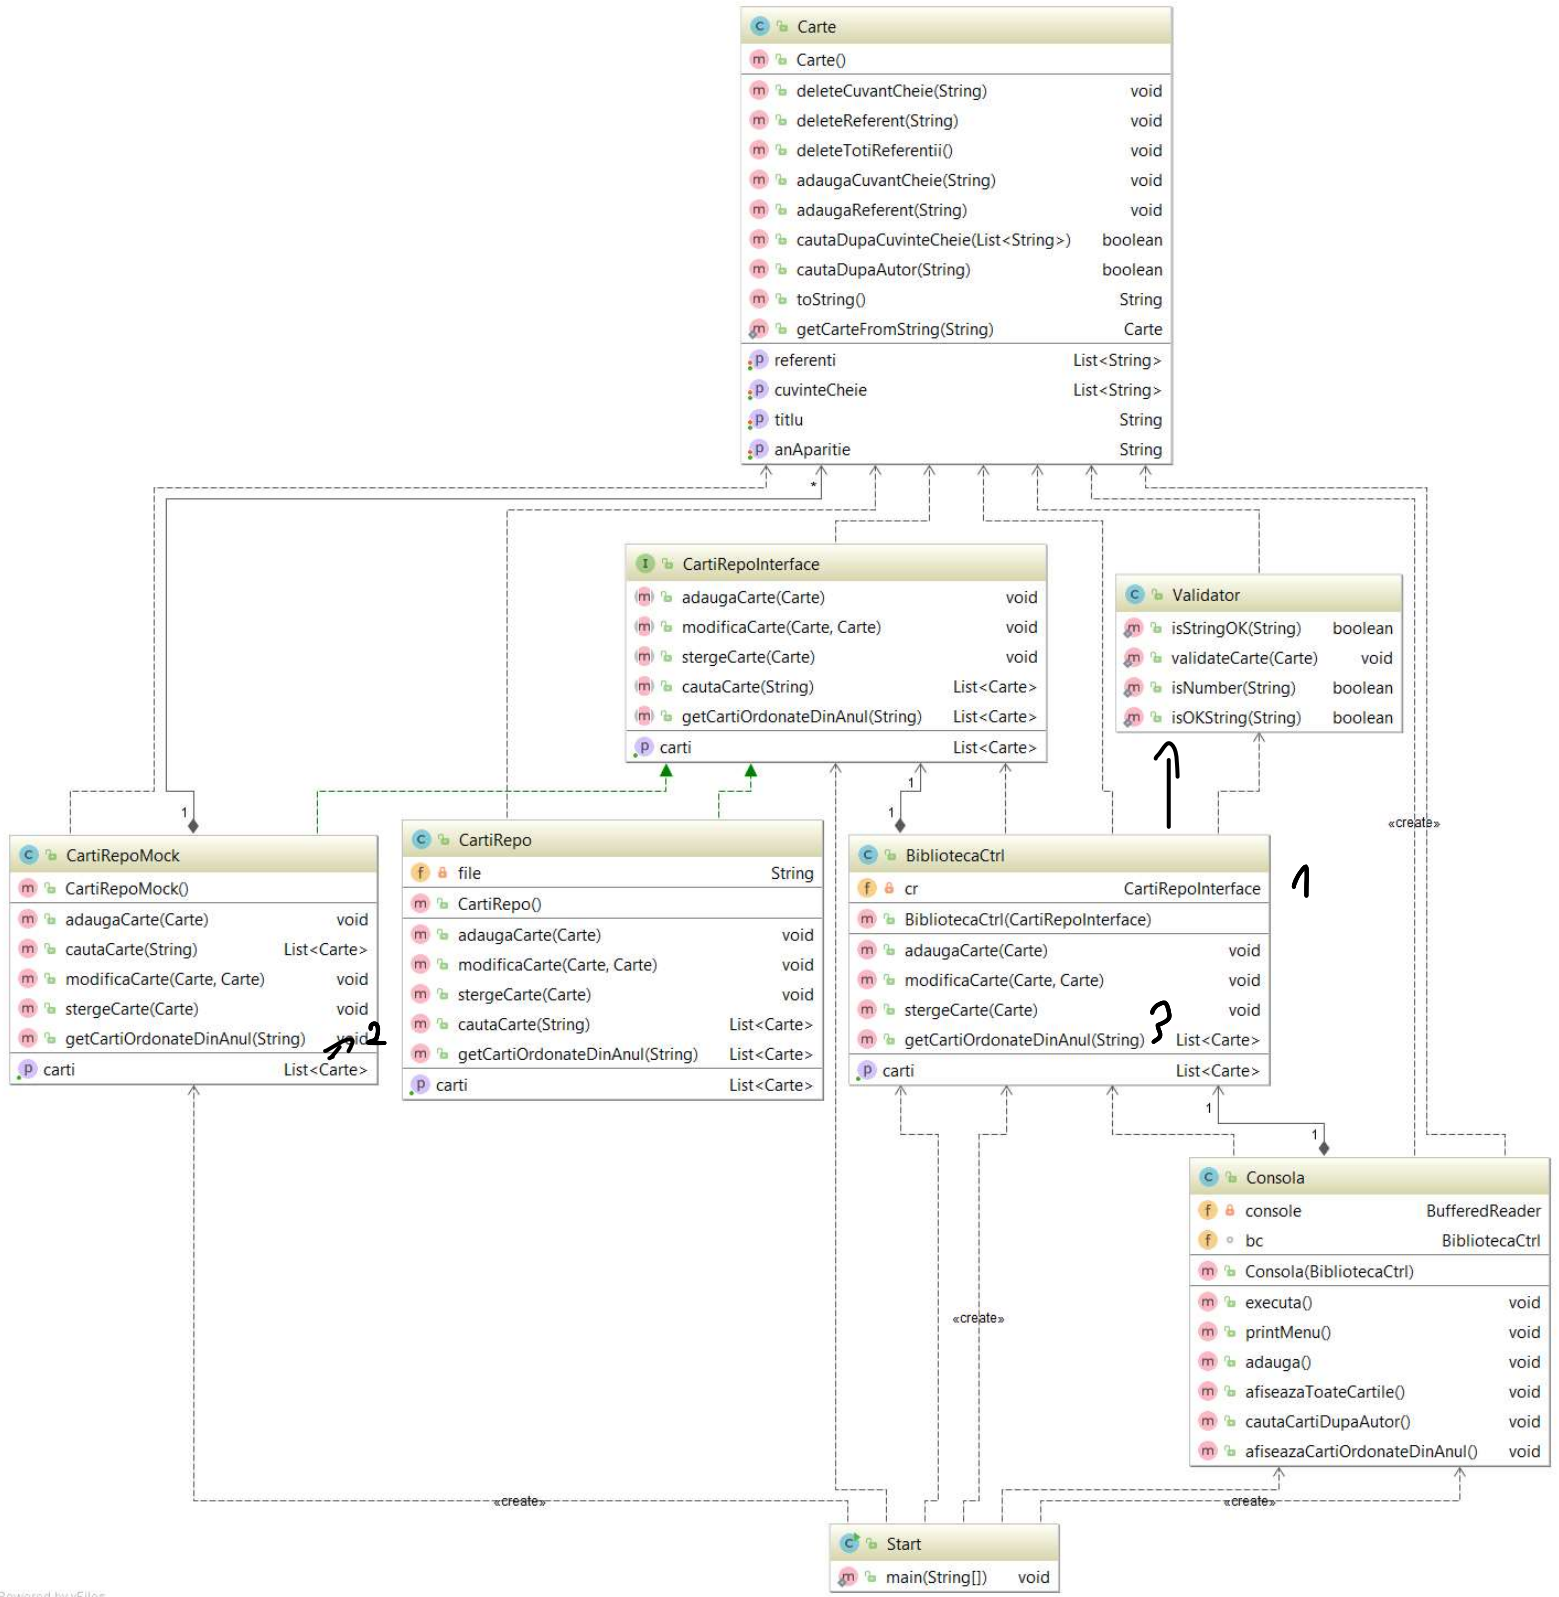 Carte
Carte()
deleteCuvantCheie(String) void
deleteReferent(String) void
deleteTotiReferentii() void
adaugaCuvantCheie(String) void
adaugaReferent(String) void
cautaDupaCuvinteCheie(List<String>) boolean
cautaDupaAutor(String) boolean
toString() String
getCarteFromString(String) Carte
referenti List<String>
cuvinteCheie List<String>
titlu String
anAparitie String
*
CartiRepoInterface
adaugaCarte(Carte) void
modificaCarte(Carte, Carte) void
stergeCarte(Carte) void
cautaCarte(String) List<Carte>
getCartiOrdonateDinAnul(String) List<Carte>
carti List<Carte>
Validator
isStringOK(String) boolean
validateCarte(Carte) void
isNumber(String) boolean
isOKString(String) boolean
1
1
1
«create»
CartiRepoMock
CartiRepoMock()
adaugaCarte(Carte) void
cautaCarte(String) List<Carte>
modificaCarte(Carte, Carte) void
stergeCarte(Carte) void
getCartiOrdonateDinAnul(String) void
2
carti List<Carte>
CartiRepo
file String
CartiRepo()
adaugaCarte(Carte) void
modificaCarte(Carte, Carte) void
stergeCarte(Carte) void
cautaCarte(String) List<Carte>
getCartiOrdonateDinAnul(String) List<Carte>
carti List<Carte>
BibliotecaCtrl
cr CartiRepoInterface
1
BibliotecaCtrl(CartiRepoInterface)
adaugaCarte(Carte) void
modificaCarte(Carte, Carte) void
stergeCarte(Carte) void
getCartiOrdonateDinAnul(String) 3 List<Carte>
carti List<Carte>
1
1
Consola
console BufferedReader
bc BibliotecaCtrl
Consola(BibliotecaCtrl)
executa() void
printMenu() void
adauga() void
afiseazaToateCartile() void
cautaCartiDupaAutor() void
afiseazaCartiOrdonateDinAnul() void
«create»
«create»
«create»
Start
main(String[]) void
Powered by yFiles